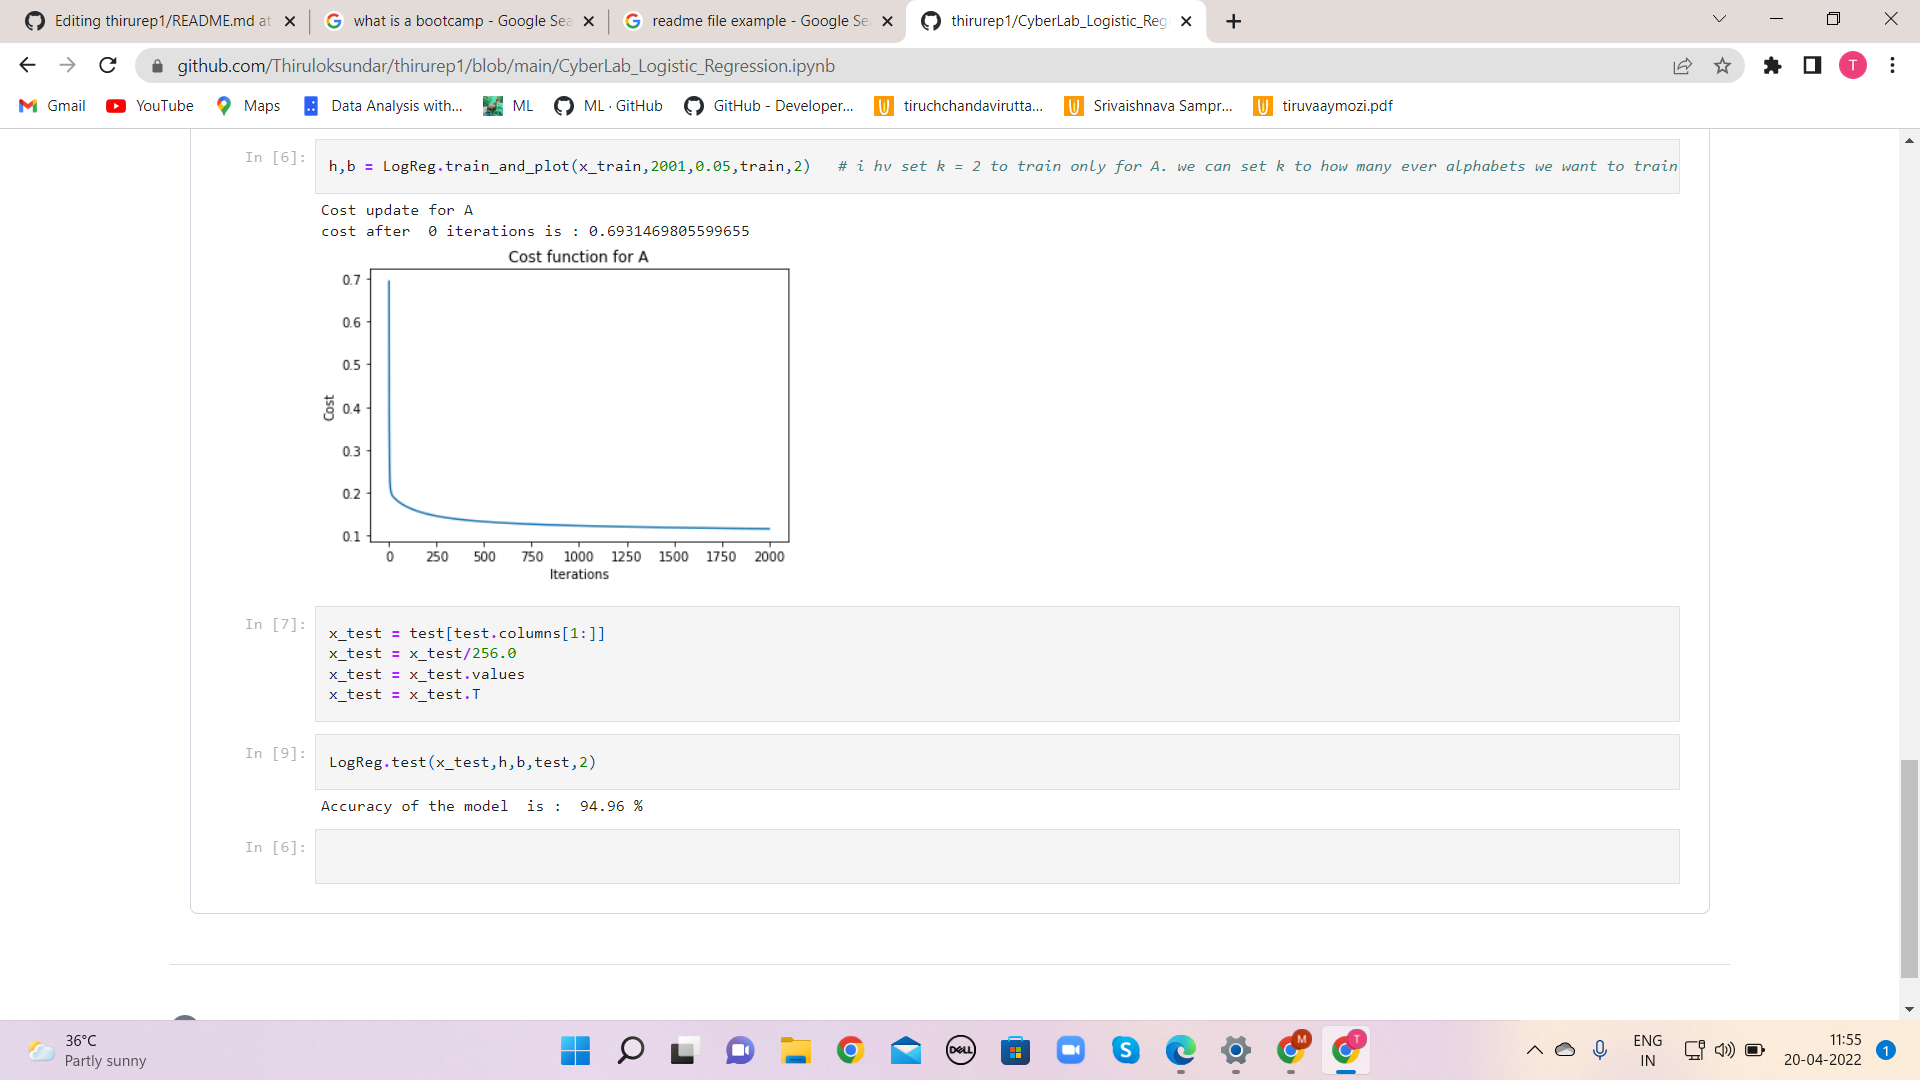 Editing thirurep1/README.md at
what is a bootcamp - Google Sea
readme file example - Google Se
thirurep1/CyberLab_Logistic_Reg
github.com/Thiruloksundar/thirurep1/blob/main/CyberLab_Logistic_Regression.ipynb
T
Gmail
YouTube
Maps
Data Analysis with...
ML
ML · GitHub
GitHub - Developer...
tiruchchandavirutta...
Srivaishnava Sampr...
tiruvaaymozi.pdf
In [6]:
h,b = LogReg.train_and_plot(x_train,2001,0.05,train,2)   # i hv set k = 2 to train only for A. we can set k to how many ever alphabets we want to train
Cost update for A
cost after  0 iterations is : 0.6931469805599655
Cost function for A
0.7
0.6
0.5
0.4
0.3
0.2
0.1
Cost
0 250 500 750 1000 1250 1500 1750 2000
Iterations
In [7]:
x_test = test[test.columns[1:]]
x_test = x_test/256.0
x_test = x_test.values
x_test = x_test.T
In [9]:
LogReg.test(x_test,h,b,test,2)
Accuracy of the model  is :  94.96 %
In [6]:
36°C
Partly sunny
DELL
S
M
T
ENG
IN
11:55
20-04-2022
1